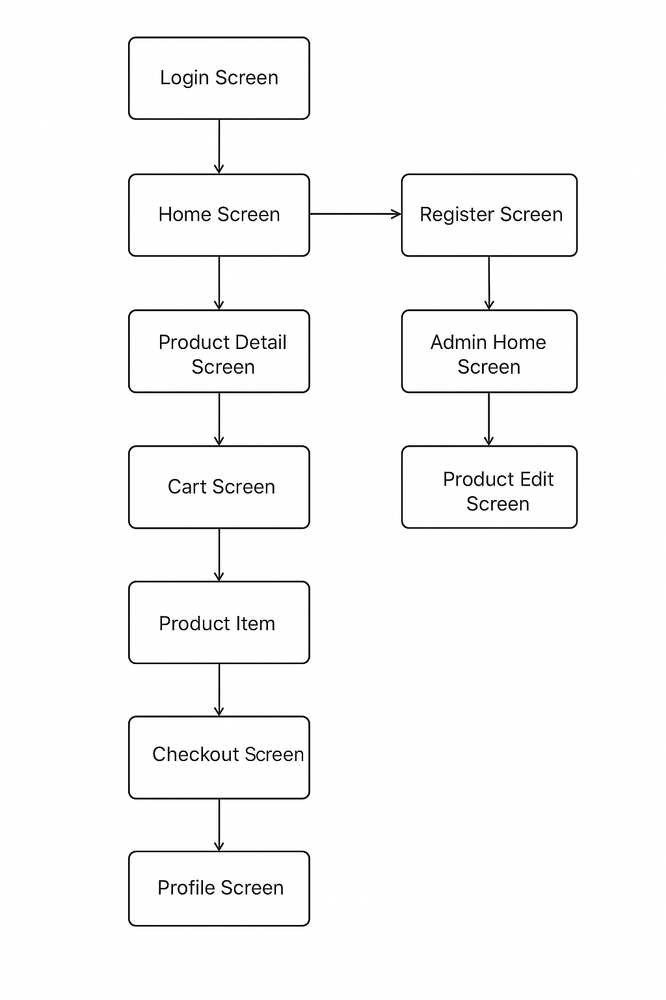 Login Screen
Home Screen
Register Screen
Product Detail
Screen
Admin Home
Screen
Cart Screen
Product Edit
Screen
Product Item
Checkout Screen
Profile Screen